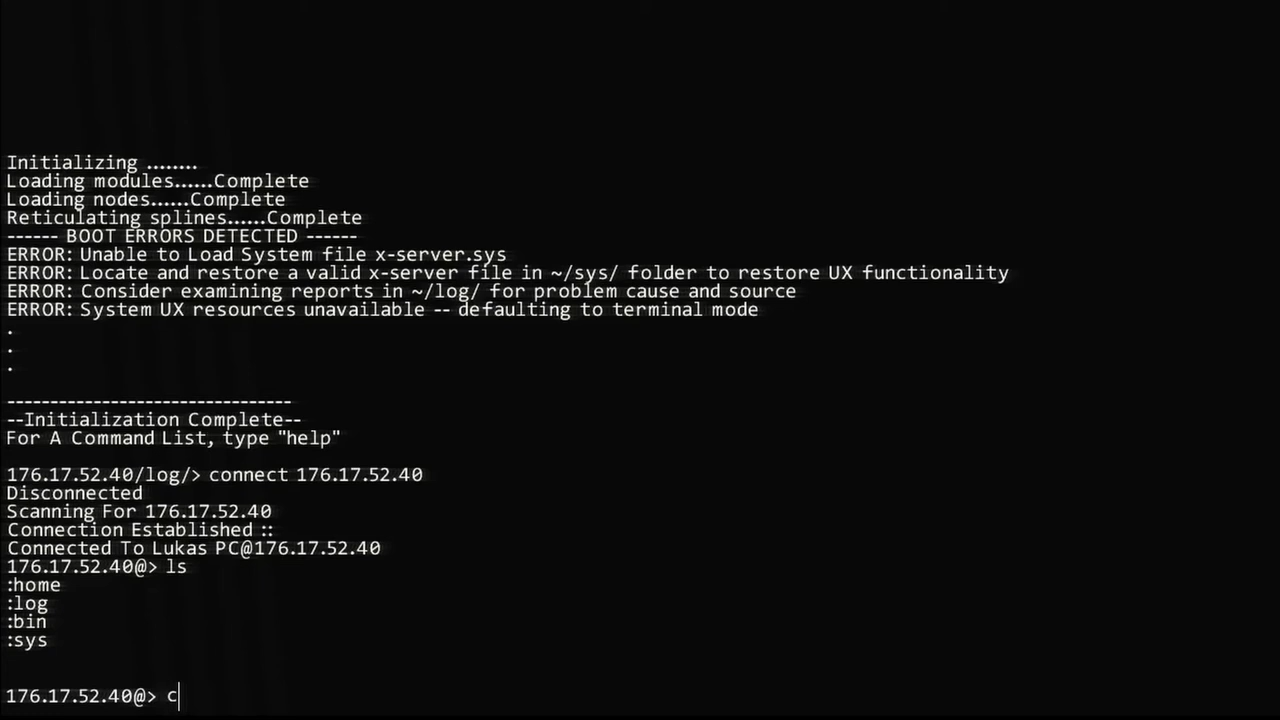 Initializing ........
Loading modules......Complete
Loading nodes......Complete
Reticulating splines......Complete
------ BOOT ERRORS DETECTED ------
ERROR: Unable to Load System file x-server.sys
ERROR: Locate and restore a valid x-server file in ~/sys/ folder to restore UX functionality
ERROR: Consider examining reports in ~/log/ for problem cause and source
ERROR: System UX resources unavailable -- defaulting to terminal mode
.
.
.
---------------------------------
--Initialization Complete--
For A Command List, type "help"
176.17.52.40/log/> connect 176.17.52.40
Disconnected
Scanning For 176.17.52.40
Connection Established ::
Connected To Lukas PC@176.17.52.40
176.17.52.40@> ls
:home
:log
:bin
:sys
176.17.52.40@> c